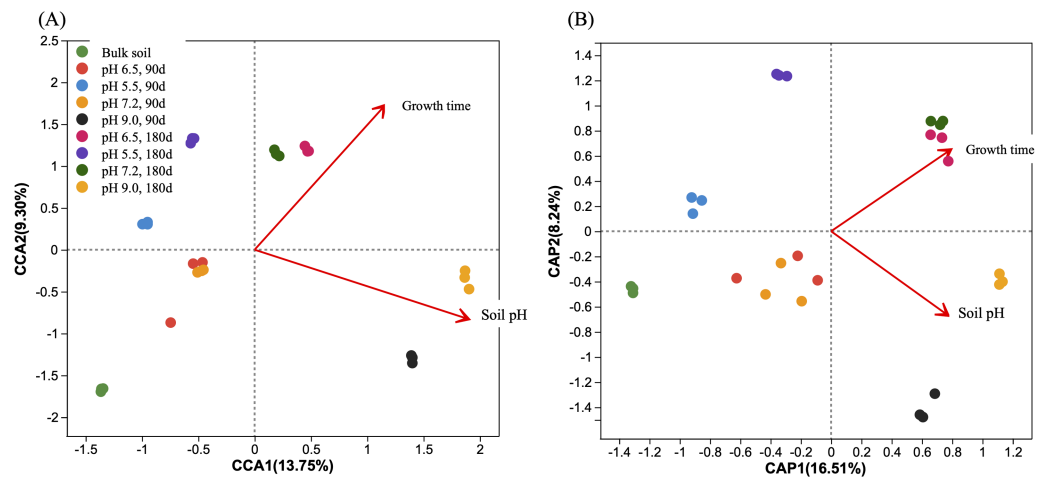 (A)
2.5
2
1.5
1
0.5
0
-0.5
-1
-1.5
-2
CCA2(9.30%)
Bulk soil
pH 6.5, 90d
pH 5.5, 90d
pH 7.2, 90d
pH 9.0, 90d
pH 6.5, 180d
pH 5.5, 180d
pH 7.2, 180d
pH 9.0, 180d
Growth time
Soil pH
-1.5 -1 -0.5 0 0.5 1 1.5 2
CCA1(13.75%)
(B)
1.4
1.2
1
0.8
0.6
0.4
0.2
0
-0.2
-0.4
-0.6
-0.8
-1
-1.2
-1.4
CAP2(8.24%)
Growth time
Soil pH
-1.4 -1.2 -1 -0.8 -0.6 -0.4 -0.2 0 0.2 0.4 0.6 0.8 1 1.2
CAP1(16.51%)